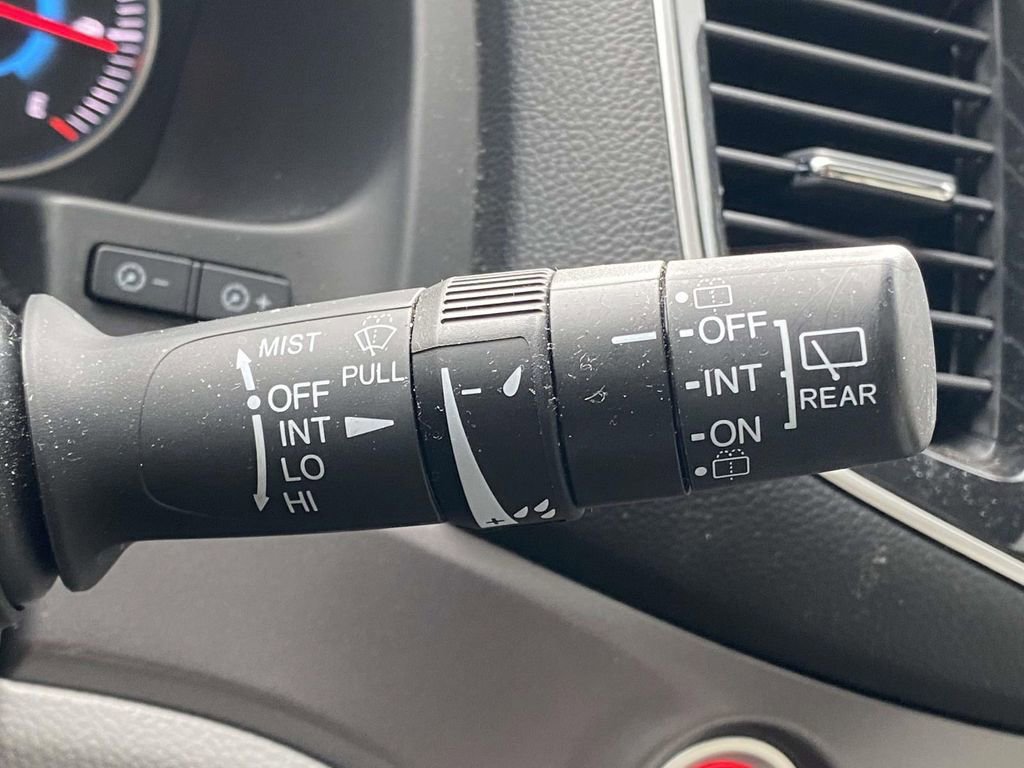 MIST
PULL
OFF
INT
LO
HI
- 
+
OFF
INT
ON
REAR
- +